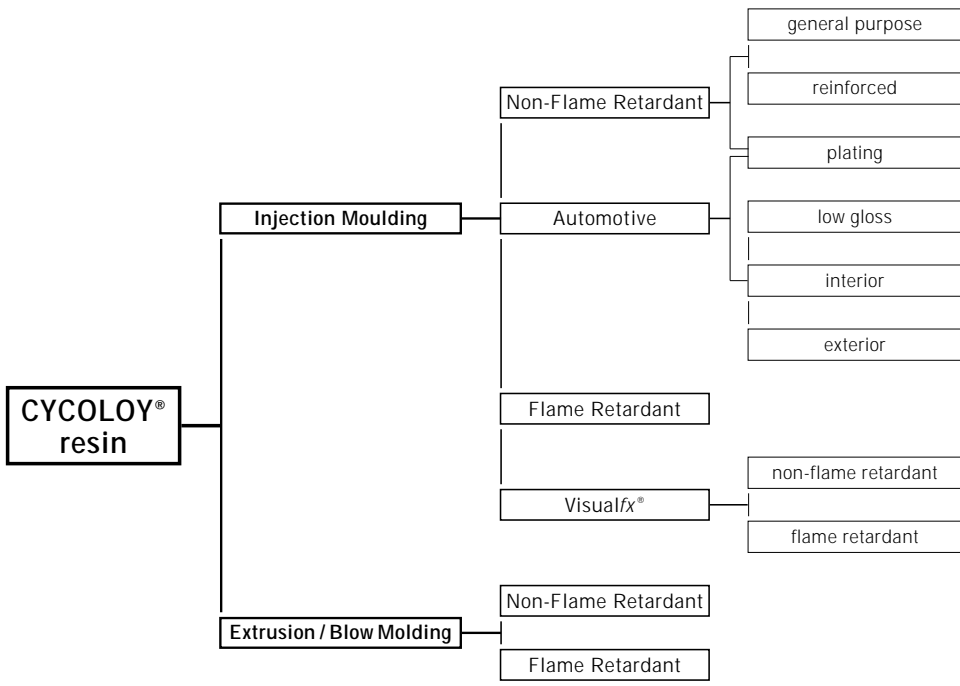 general purpose
Non-Flame Retardant
reinforced
plating
Injection Moulding
Automotive
low gloss
interior
exterior
CYCOLOY®
resin
Flame Retardant
non-flame retardant
Visualfx®
flame retardant
Non-Flame Retardant
Extrusion / Blow Molding
Flame Retardant